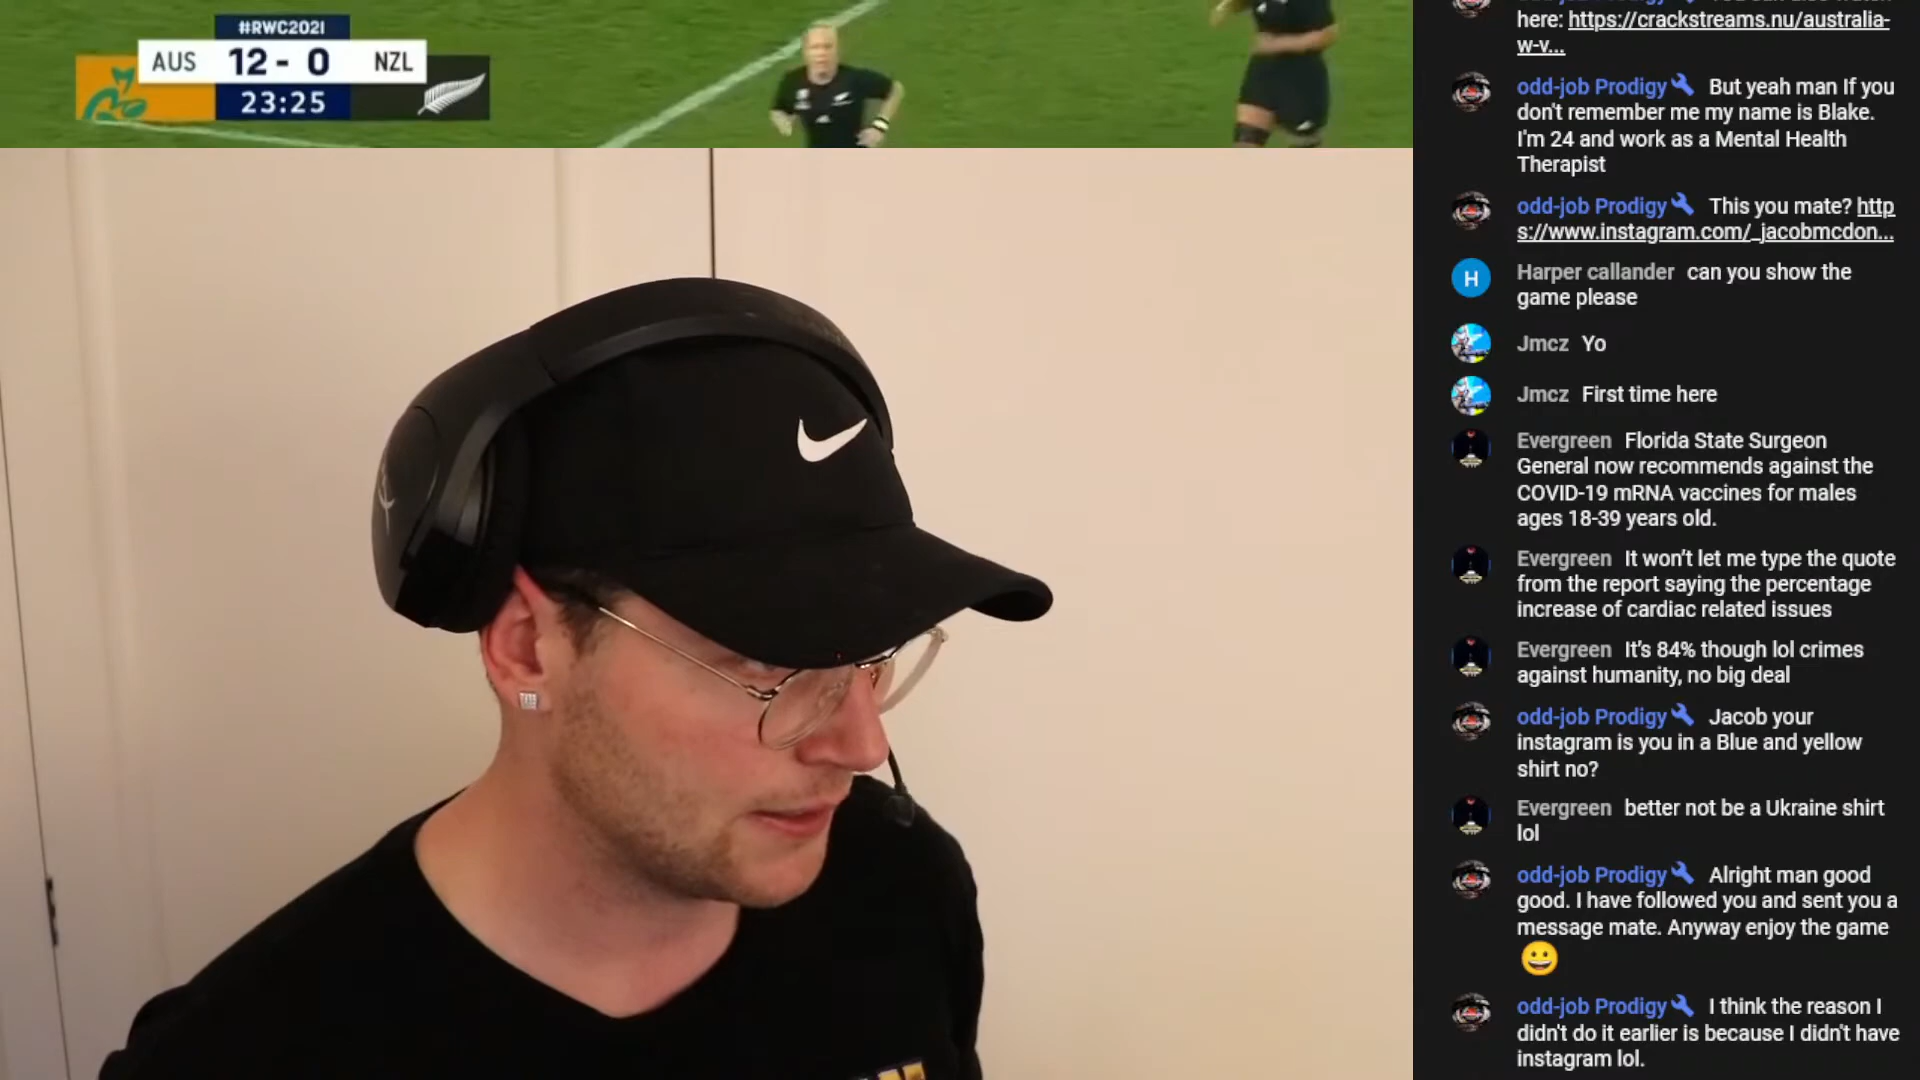 #RWC2021
AUS 12 - 0 NZL
23:25
here: https://crackstreams.nu/australia-
w-v...
odd-job Prodigy But yeah man If you
don't remember me my name is Blake.
I'm 24 and work as a Mental Health
Therapist
odd-job Prodigy This you mate? http
s://www.instagram.com/_jacobmcdon...
H Harper callander can you show the
game please
Jmcz Yo
Jmcz First time here
Evergreen Florida State Surgeon
General now recommends against the
COVID-19 mRNA vaccines for males
ages 18-39 years old.
Evergreen It won’t let me type the quote
from the report saying the percentage
increase of cardiac related issues
Evergreen It’s 84% though lol crimes
against humanity, no big deal
odd-job Prodigy Jacob your
instagram is you in a Blue and yellow
shirt no?
Evergreen better not be a Ukraine shirt
lol
odd-job Prodigy Alright man good
good. I have followed you and sent you a
message mate. Anyway enjoy the game
😀
odd-job Prodigy I think the reason I
didn't do it earlier is because I didn't have
instagram lol.